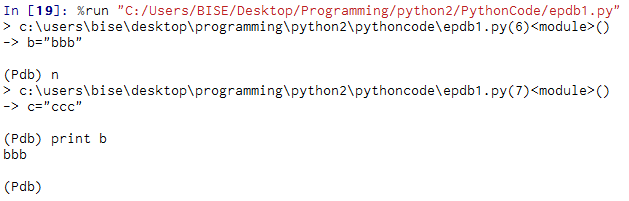 In [19]: %run "C:/Users/BISE/Desktop/Programming/python2/PythonCode/epdb1.py"
> c:\users\bise\desktop\programming\python2\pythoncode\epdb1.py(6)<module>()
-> b="bbb"
(Pdb) n
> c:\users\bise\desktop\programming\python2\pythoncode\epdb1.py(7)<module>()
-> c="ccc"
(Pdb) print b
bbb
(Pdb)